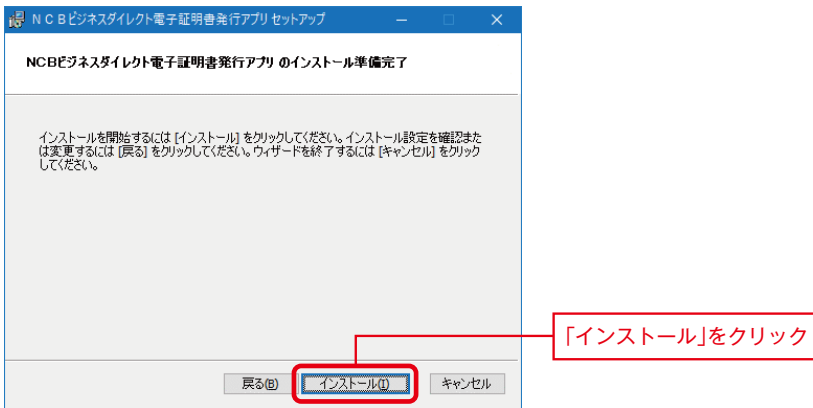 NCBビジネスダイレクト電子証明書発行アプリ セットアップ
NCBビジネスダイレクト電子証明書発行アプリ のインストール準備完了
インストールを開始するには [インストール] をクリックしてください。インストール設定を確認また
は変更するには [戻る] をクリックしてください。ウィザードを終了するには [キャンセル] をクリック
してください。
「インストール」をクリック
戻る(B) インストール(I) キャンセル